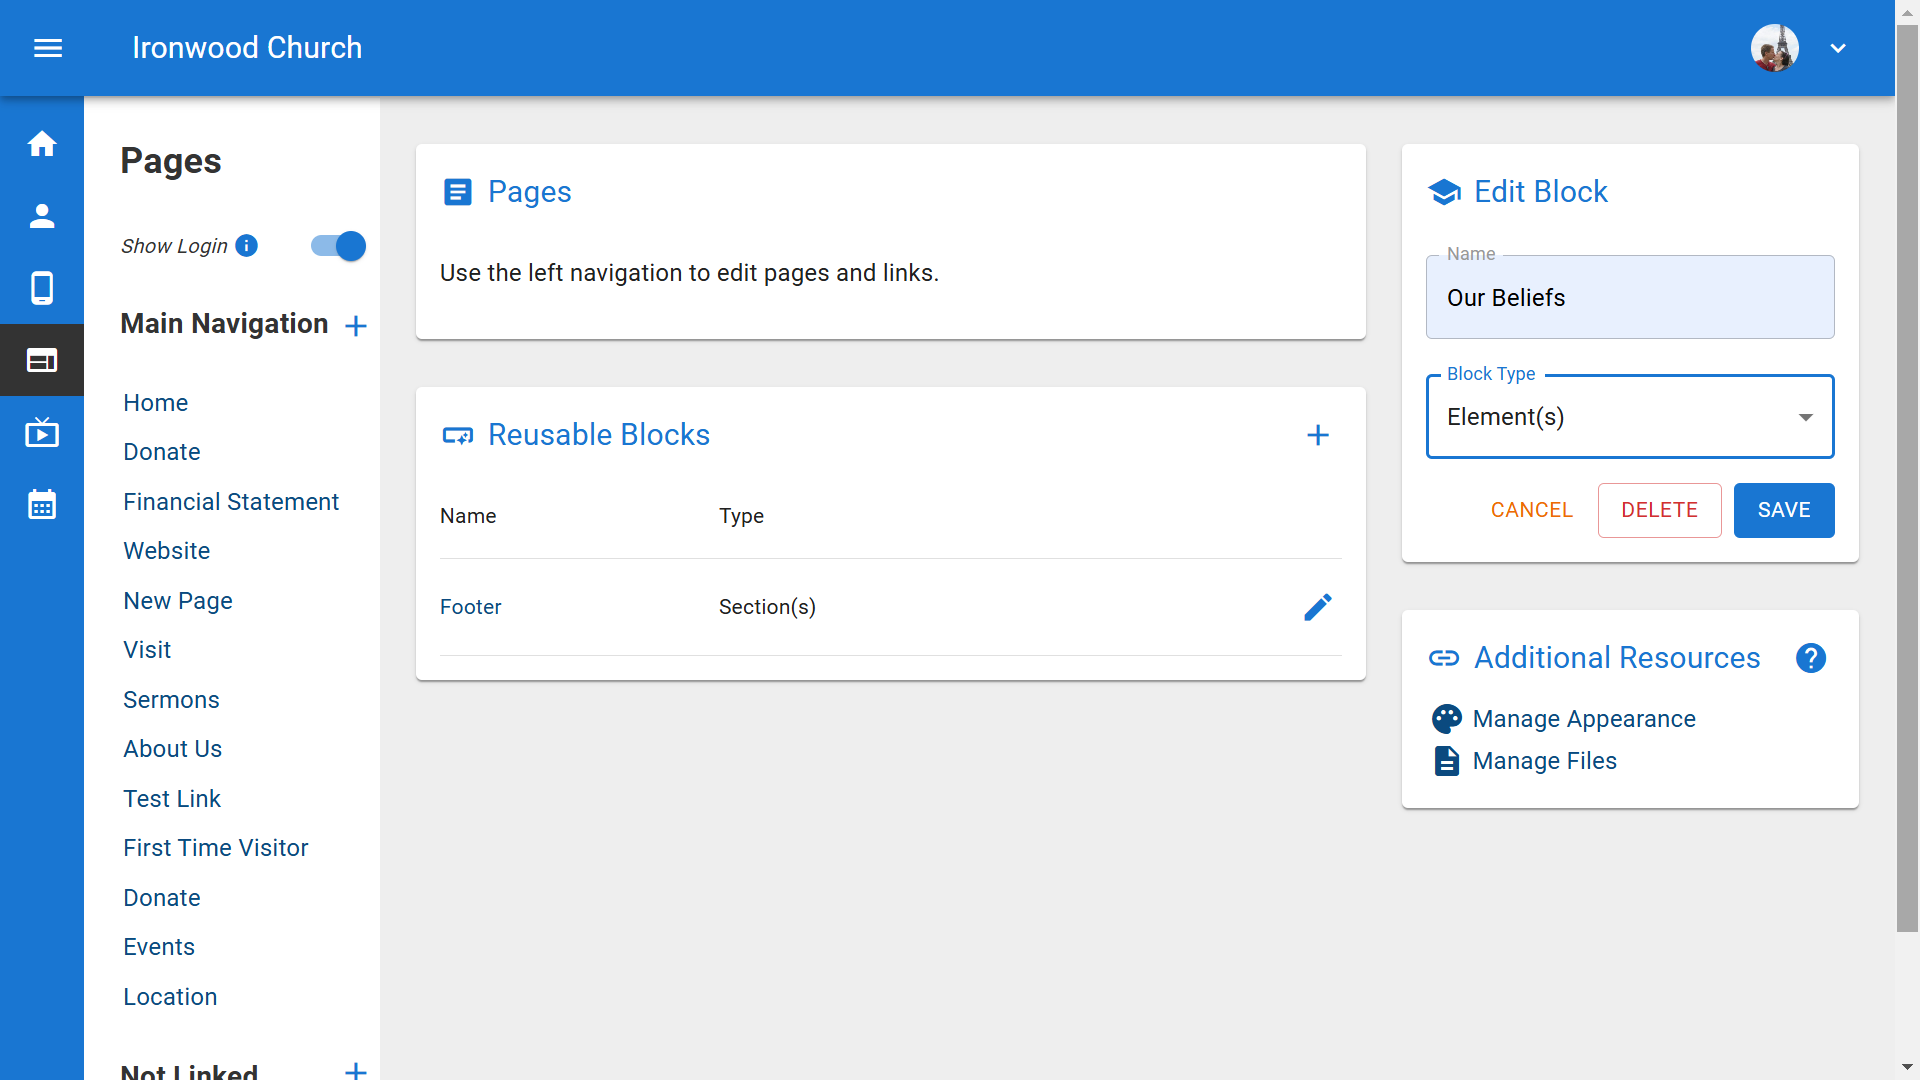 Ironwood Church
Pages
Show Login
Main Navigation
Home
Donate
Financial Statement
Website
New Page
Visit
Sermons
About Us
Test Link
First Time Visitor
Donate
Events
Location
Not Linked
Pages
Use the left navigation to edit pages and links.
Reusable Blocks
Name Type
Footer Section(s)
Edit Block
Name
Our Beliefs
Block Type
Element(s)
CANCEL DELETE SAVE
Additional Resources
Manage Appearance
Manage Files